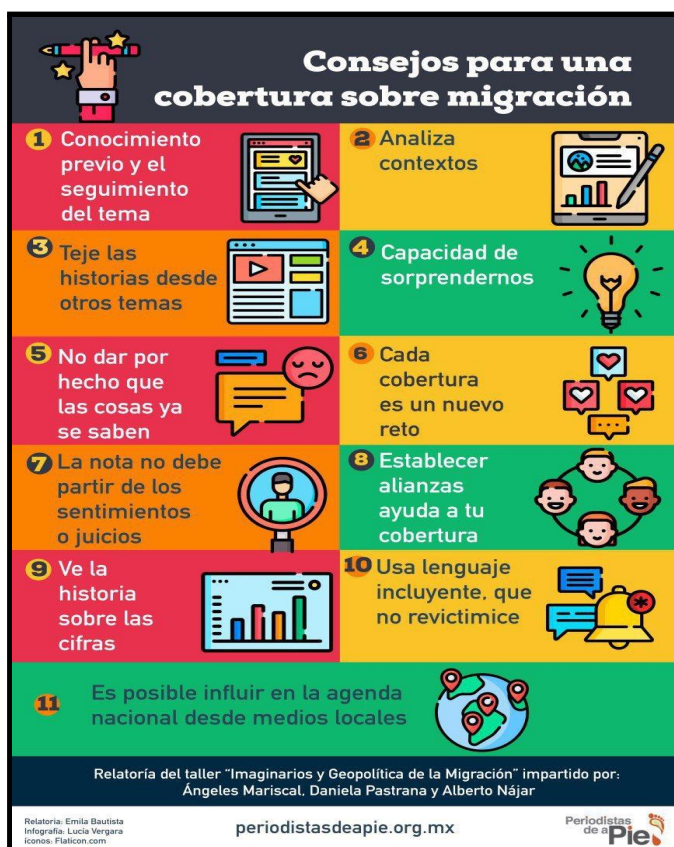 Consejos para una
cobertura sobre migración
1 Conocimiento
previo y el
seguimiento
del tema
2 Analiza
contextos
3 Teje las
historias desde
otros temas
4 Capacidad de
sorprendernos
5 No dar por
hecho que
las cosas ya
se saben
6 Cada
cobertura
es un nuevo
reto
7 La nota no debe
partir de los
sentimientos
o juicios
8 Establecer
alianzas
ayuda a tu
cobertura
9 Ve la
historia
sobre las
cifras
10 Usa lenguaje
incluyente, que
no revictimice
11 Es posible influir en la agenda
nacional desde medios locales
Relatoría del taller “Imaginarios y Geopolítica de la Migración” impartido por:
Ángeles Mariscal, Daniela Pastrana y Alberto Nájar
Relatoria: Emila Bautista
Infografía: Lucía Vergara
íconos: Flaticon.com
periodistasdeapie.org.mx
Periodistas
de a Pie